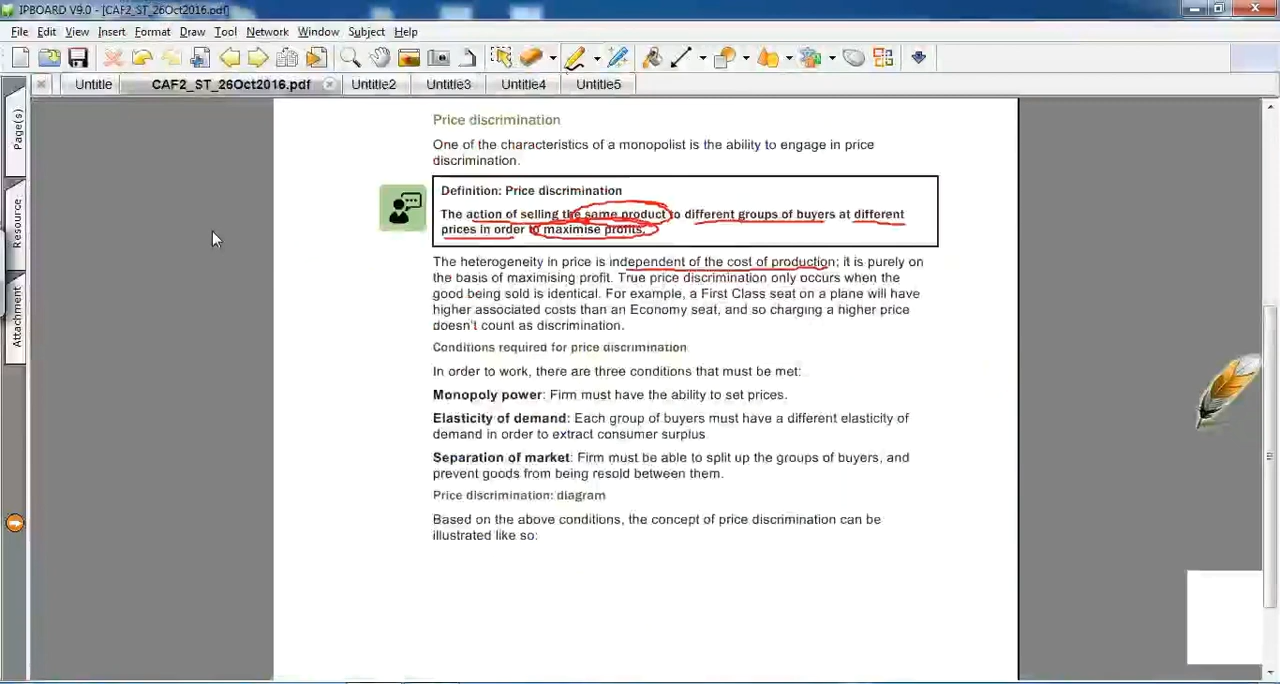 IPBOARD V9.0 - [CAF2_ST_26Oct2016.pdf]
File Edit View Insert Format Draw Tool Network Window Subject Help
Untitle CAF2_ST_26Oct2016.pdf Untitle2 Untitle3 Untitle4 Untitle5
Page(s)
Resource
Attachment
Price discrimination
One of the characteristics of a monopolist is the ability to engage in price
discrimination.
Definition: Price discrimination
The action of selling the same product to different groups of buyers at different
prices in order to maximise profits.
The heterogeneity in price is independent of the cost of production; it is purely on
the basis of maximising profit. True price discrimination only occurs when the
good being sold is identical. For example, a First Class seat on a plane will have
higher associated costs than an Economy seat, and so charging a higher price
doesn't count as discrimination.
Conditions required for price discrimination
In order to work, there are three conditions that must be met:
Monopoly power: Firm must have the ability to set prices.
Elasticity of demand: Each group of buyers must have a different elasticity of
demand in order to extract consumer surplus
Separation of market: Firm must be able to split up the groups of buyers, and
prevent goods from being resold between them.
Price discrimination: diagram
Based on the above conditions, the concept of price discrimination can be
illustrated like so: